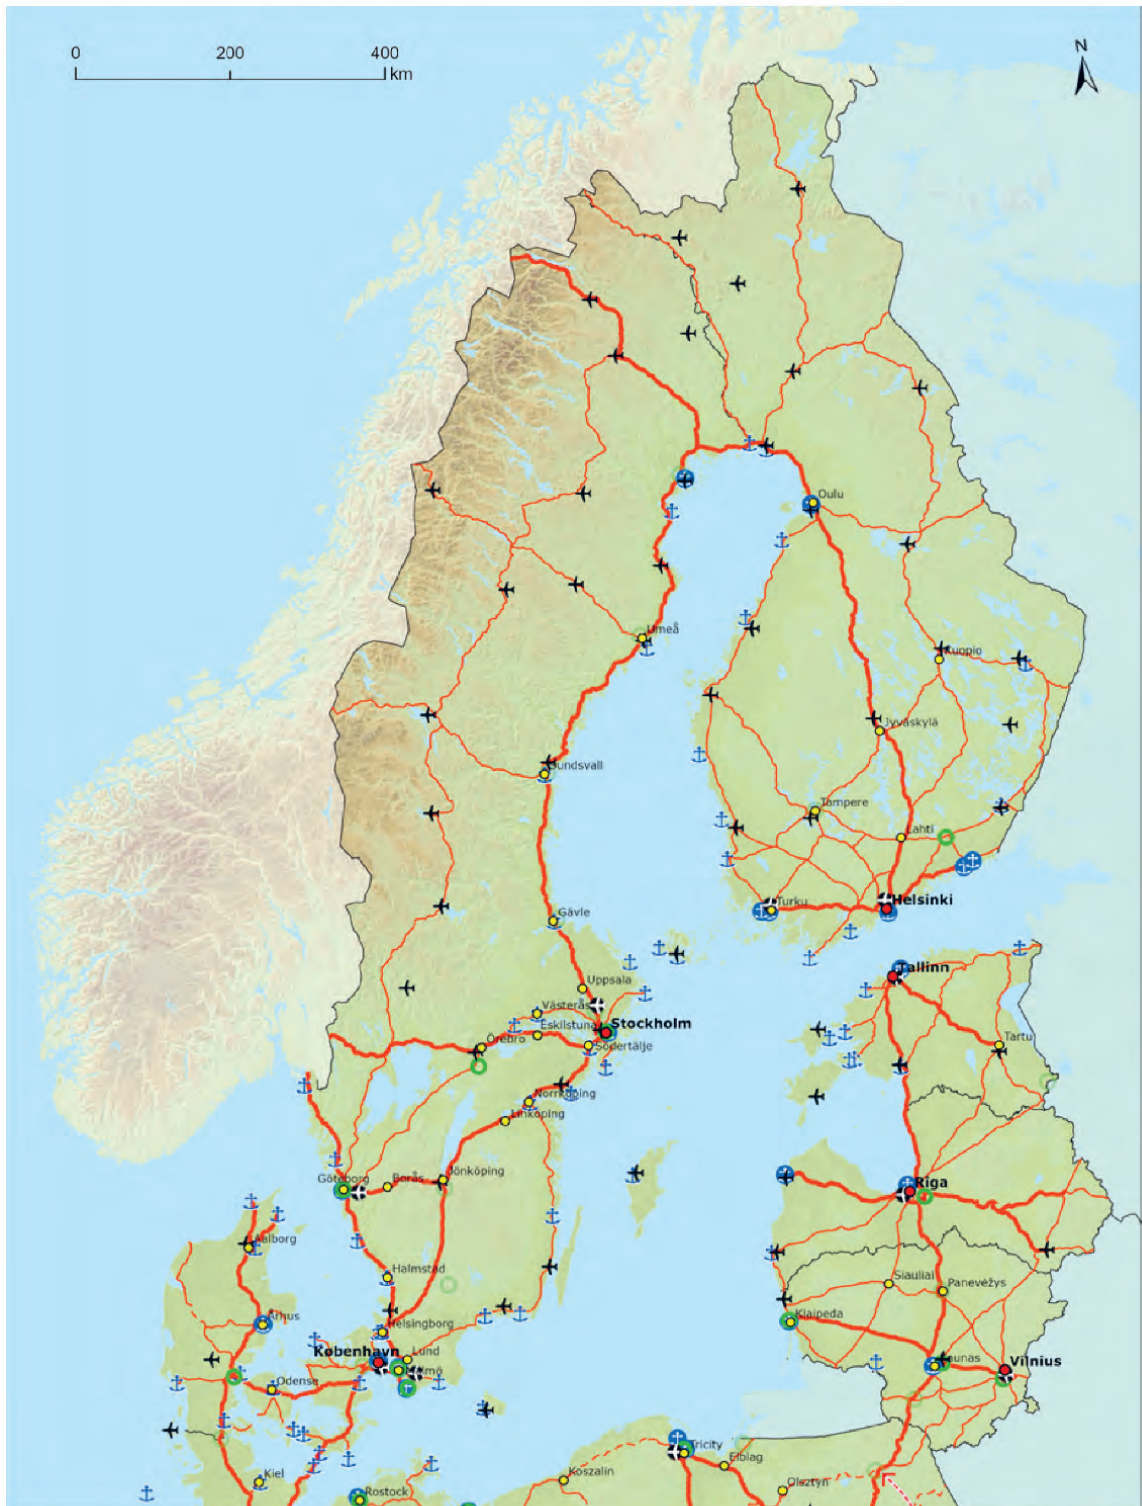 0 200 400
km
N
Oulu
Umeå
Kuopio
Jyväskylä
Sundsvall
Tampere
Lahti
Turku
Helsinki
Gävle
Tallinn
Uppsala
Västerås
Eskilstuna
Stockholm
Örebro
Södertälje
Tartu
Norrköping
Linköping
Göteborg
Borås
Jönköping
Riga
Aalborg
Halmstad
Siauliai
Panevėžys
Århus
Helsingborg
Klaipeda
København
Lund
Malmö
Kaunas
Vilnius
Odense
Tricity
Elblag
Kiel
Koszalin
Olsztyn
Rostock